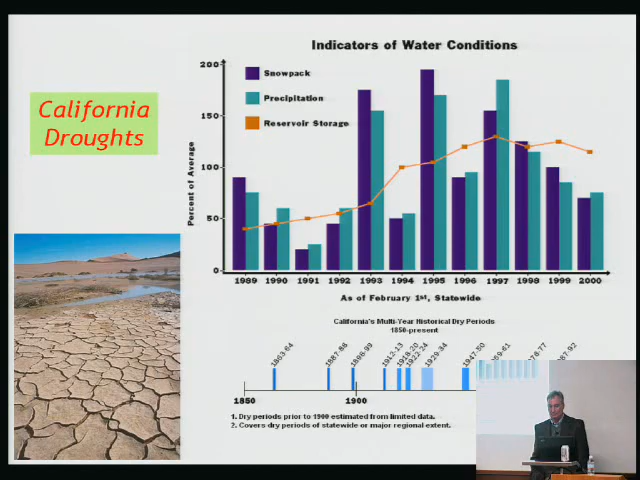 California
Droughts
Indicators of Water Conditions
Snowpack
Precipitation
Reservoir Storage
Percent of Average
200
150
100
50
0
1989 1990 1991 1992 1993 1994 1995 1996 1997 1998 1999 2000
As of February 1st, Statewide
California's Multi-Year Historical Dry Periods
1850-present
1863-64 1887-88 1898-99 1912-13 1918-20 1922-24 1929-34 1947-50
1850 1900
1. Dry periods prior to 1900 estimated from limited data.
2. Covers dry periods of statewide or major regional extent.